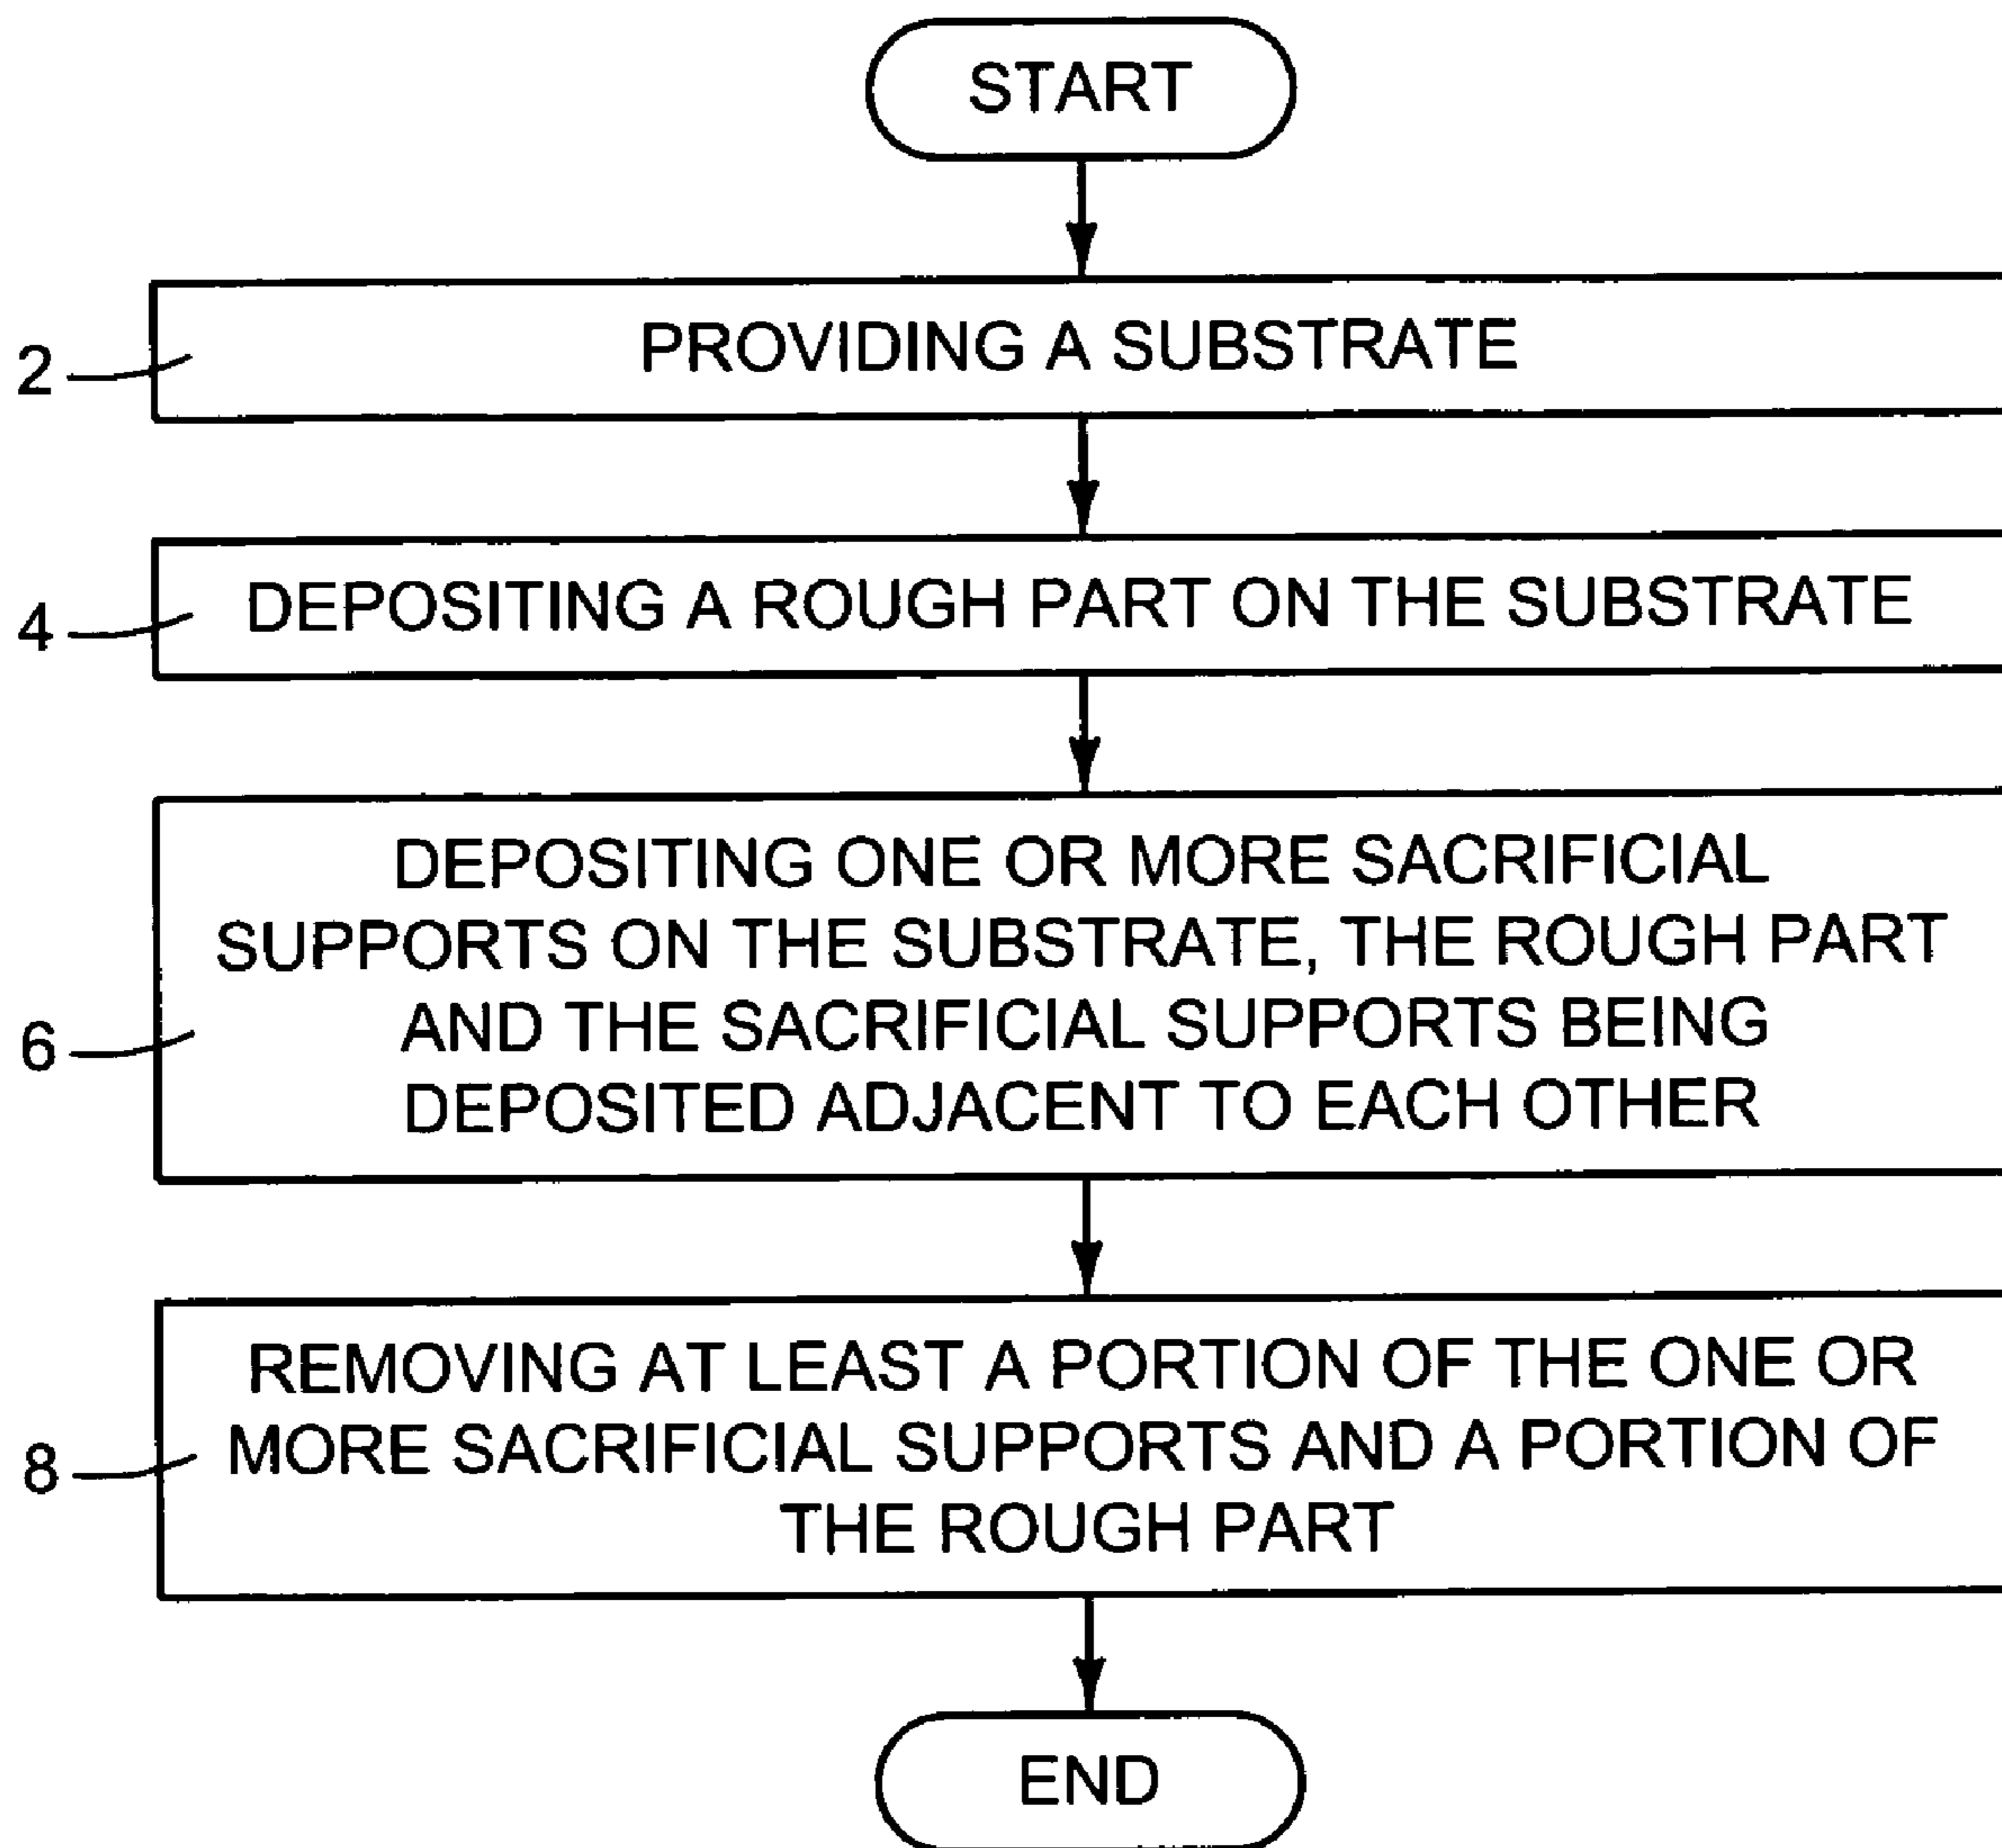 START
2
PROVIDING A SUBSTRATE
4
DEPOSITING A ROUGH PART ON THE SUBSTRATE
6
DEPOSITING ONE OR MORE SACRIFICIAL
SUPPORTS ON THE SUBSTRATE, THE ROUGH PART
AND THE SACRIFICIAL SUPPORTS BEING
DEPOSITED ADJACENT TO EACH OTHER
8
REMOVING AT LEAST A PORTION OF THE ONE OR
MORE SACRIFICIAL SUPPORTS AND A PORTION OF
THE ROUGH PART
END